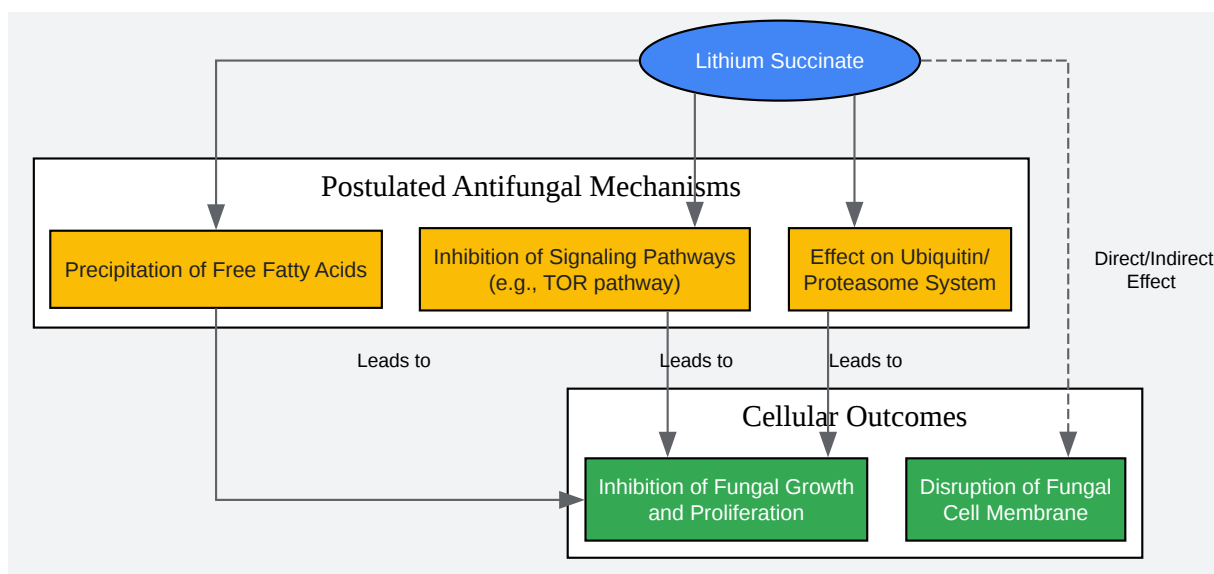 Lithium Succinate
Postulated Antifungal Mechanisms
Precipitation of Free Fatty Acids
Inhibition of Signaling Pathways
(e.g., TOR pathway)
Effect on Ubiquitin/
Proteasome System
Direct/Indirect
Effect
Leads to
Leads to
Leads to
Cellular Outcomes
Inhibition of Fungal Growth
and Proliferation
Disruption of Fungal
Cell Membrane